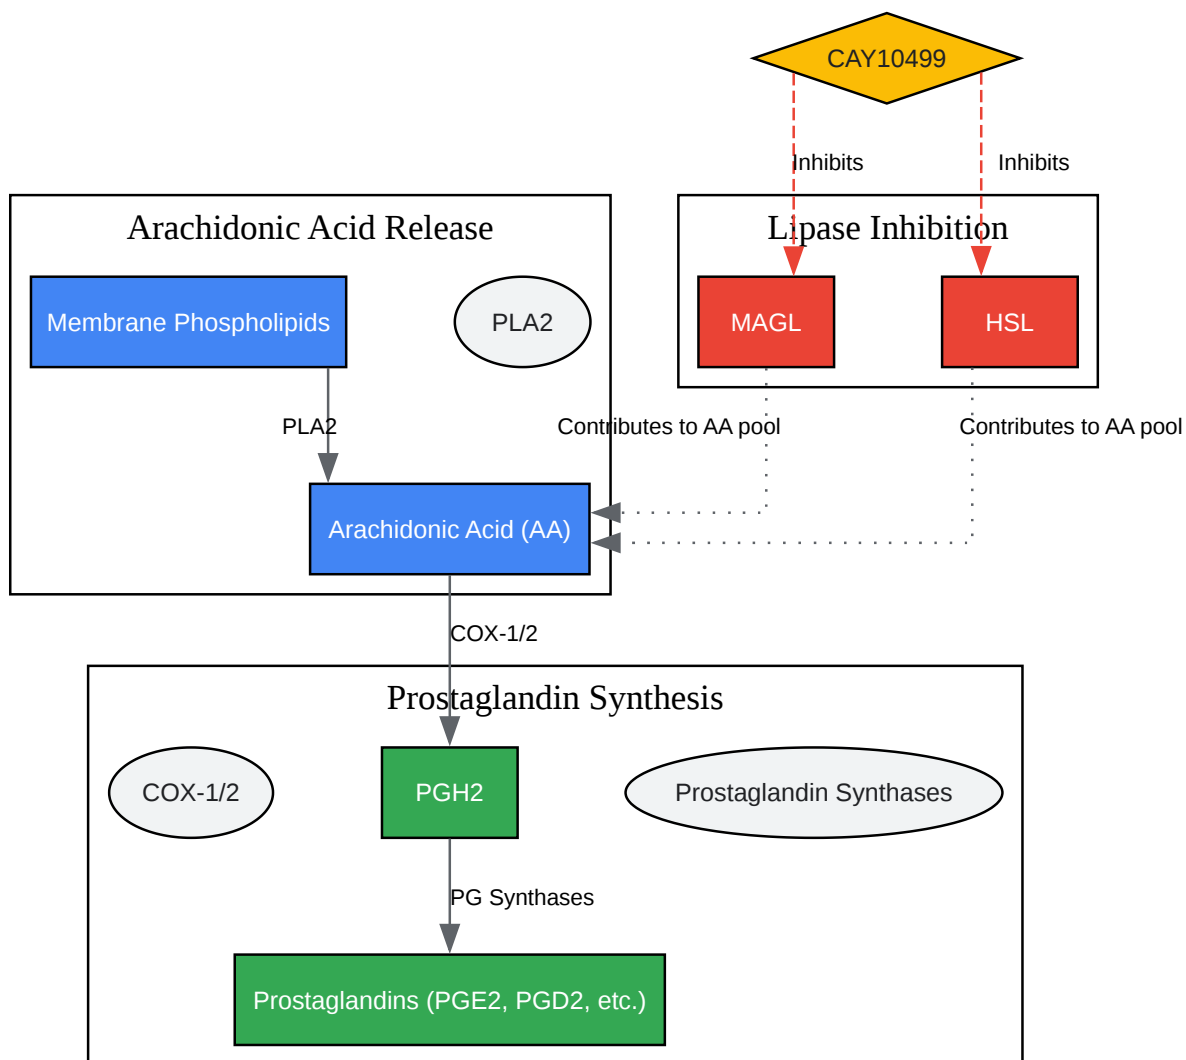 CAY10499
Inhibits
Inhibits
Arachidonic Acid Release
Lipase Inhibition
Membrane Phospholipids
PLA2
MAGL
HSL
PLA2
Contributes to AA pool
Contributes to AA pool
Arachidonic Acid (AA)
COX-1/2
Prostaglandin Synthesis
COX-1/2
PGH2
Prostaglandin Synthases
PG Synthases
Prostaglandins (PGE2, PGD2, etc.)